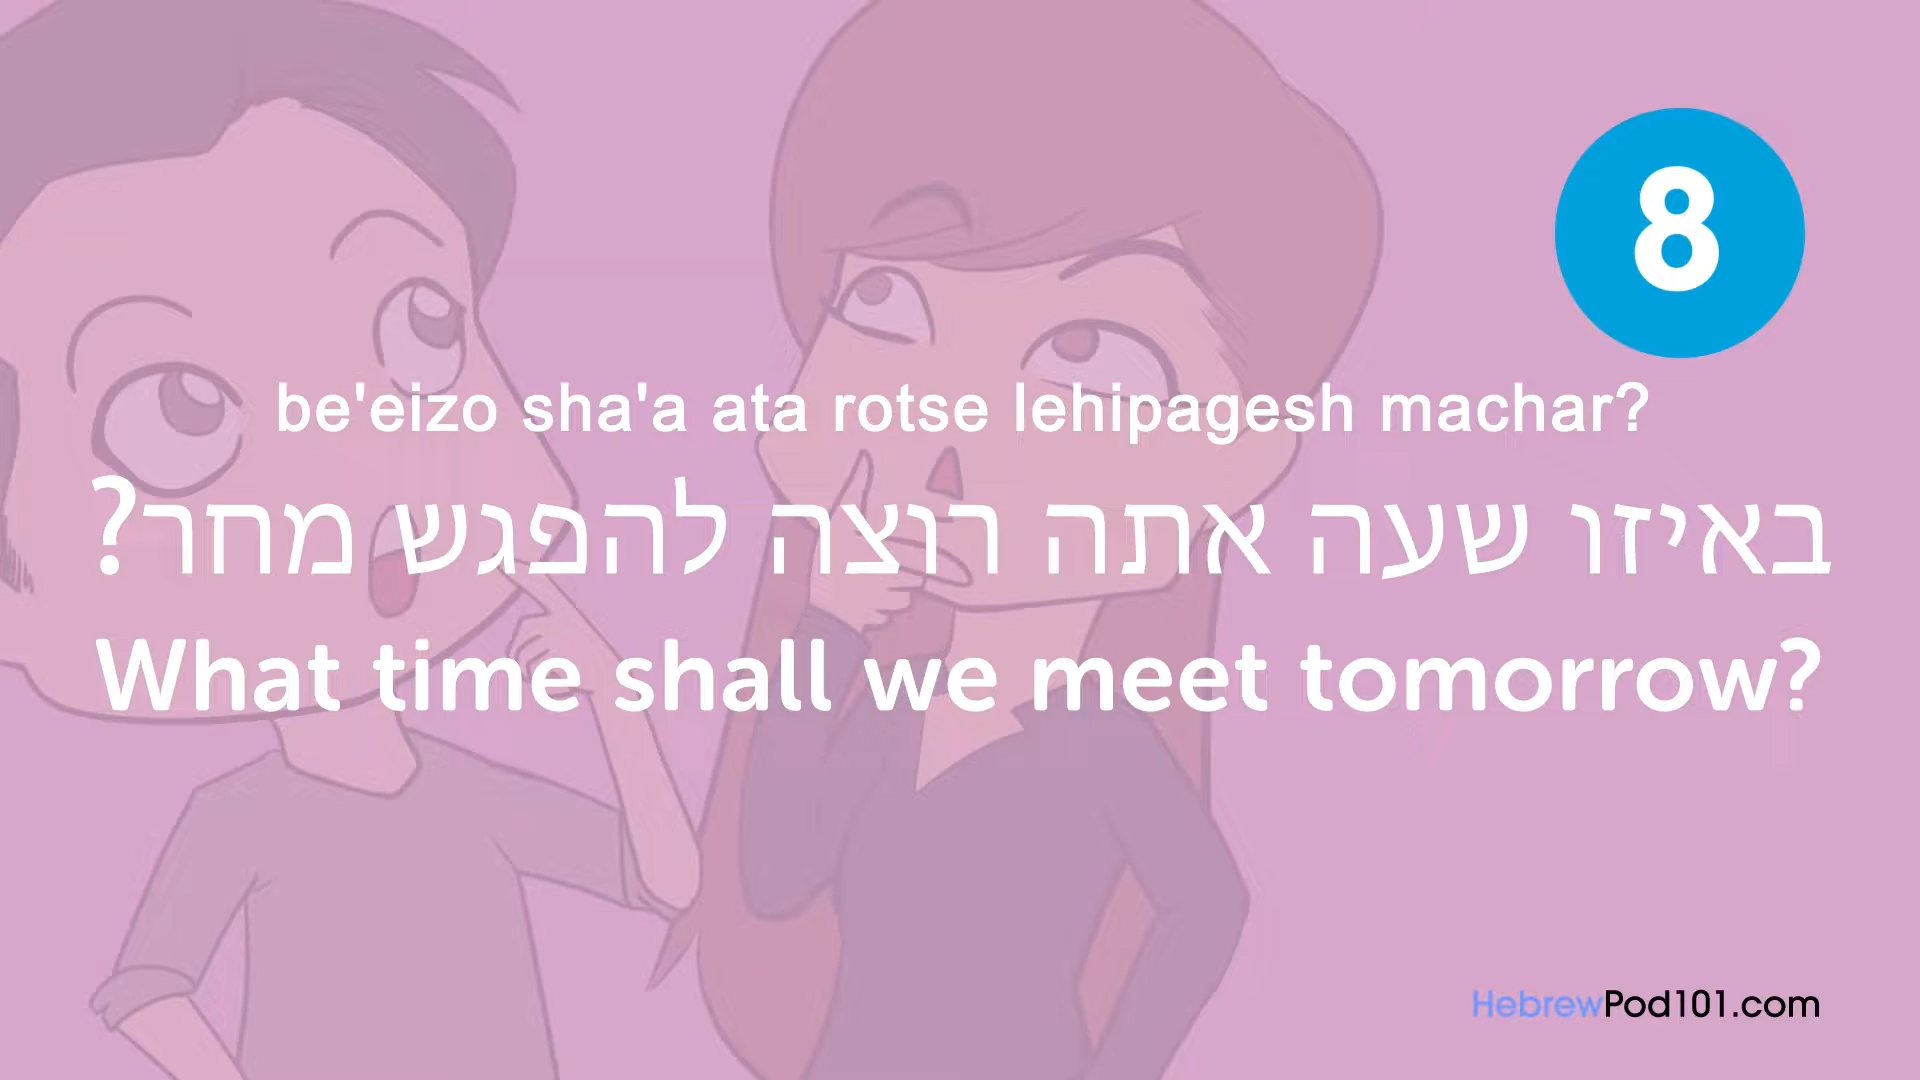 8
be'eizo sha'a ata rotse lehipagesh machar?
באיזו שעה אתה רוצה להפגש מחר?
What time shall we meet tomorrow?
HebrewPod101.com